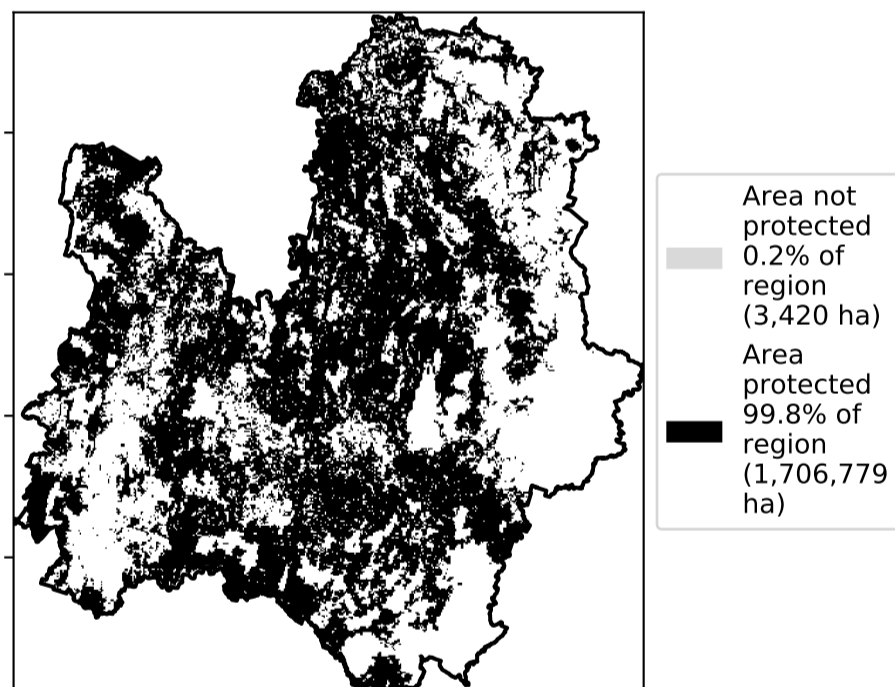 Area not
protected
0.2% of
region
(3,420 ha)
Area
protected
99.8% of
region
(1,706,779
ha)